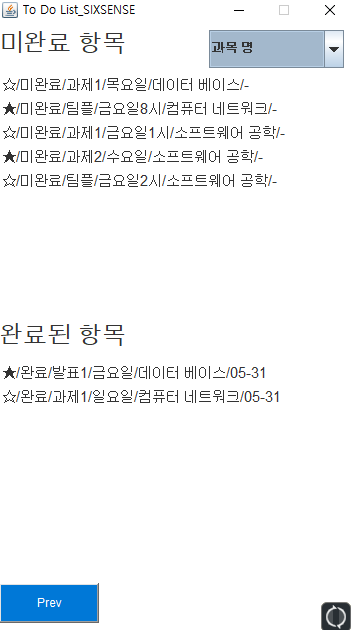 To Do List_SIXSENSE
미완료 항목
과목 명
☆/미완료/과제1/목요일/데이터 베이스/-
★/미완료/팀플/금요일8시/컴퓨터 네트워크/-
☆/미완료/과제1/금요일1시/소프트웨어 공학/-
★/미완료/과제2/수요일/소프트웨어 공학/-
☆/미완료/팀플/금요일2시/소프트웨어 공학/-
완료된 항목
★/완료/발표1/금요일/데이터 베이스/05-31
☆/완료/과제1/일요일/컴퓨터 네트워크/05-31
Prev